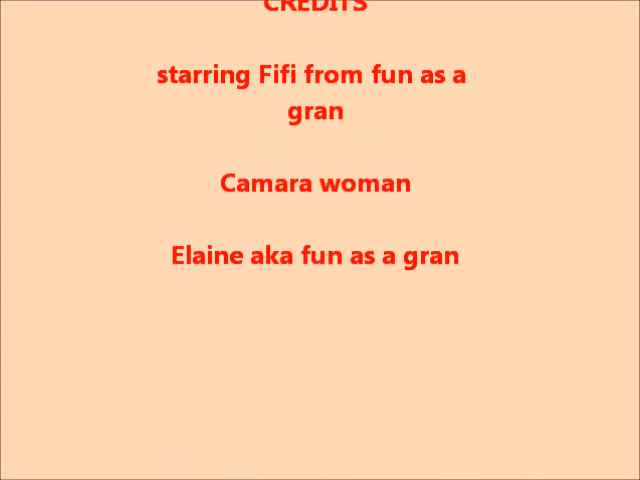 CREDITS
starring Fifi from fun as a
gran
Camara woman
Elaine aka fun as a gran